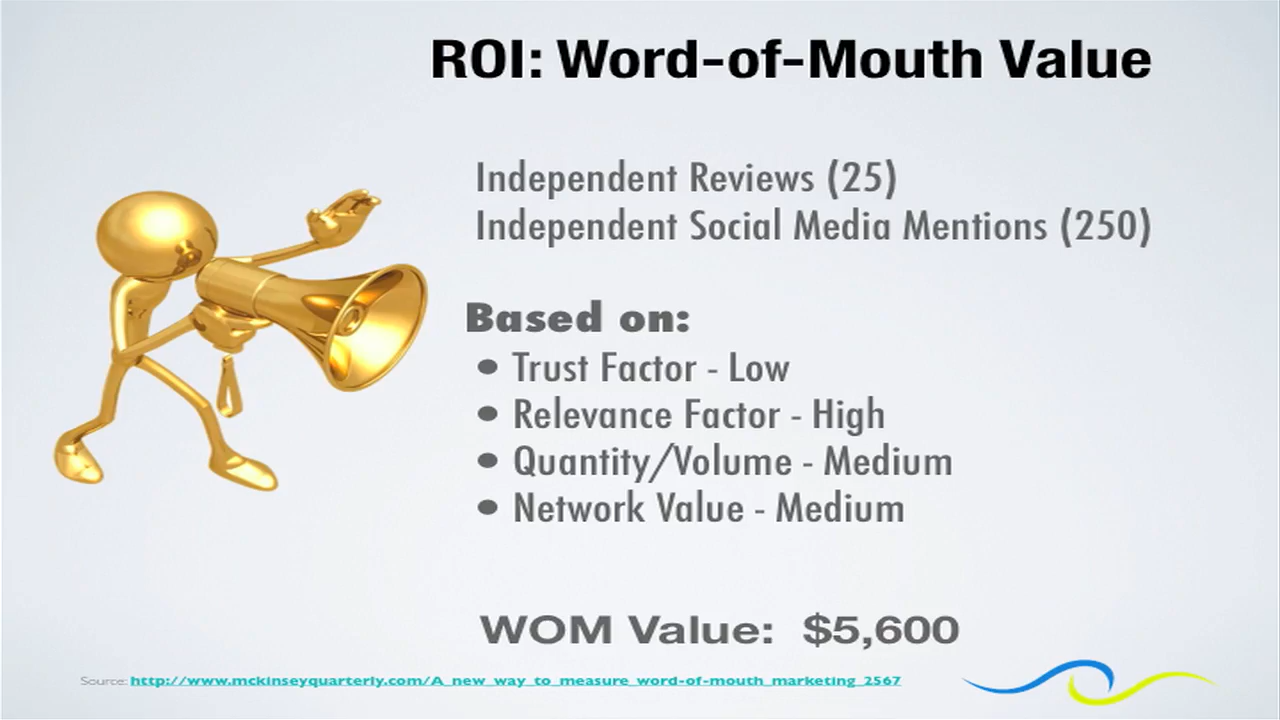 ROI: Word-of-Mouth Value
Independent Reviews (25)
Independent Social Media Mentions (250)
Based on:
• Trust Factor - Low
• Relevance Factor - High
• Quantity/Volume - Medium
• Network Value - Medium
WOM Value: $5,600
Source: http://www.mckinseyquarterly.com/A_new_way_to_measure_word-of-mouth_marketing_2567